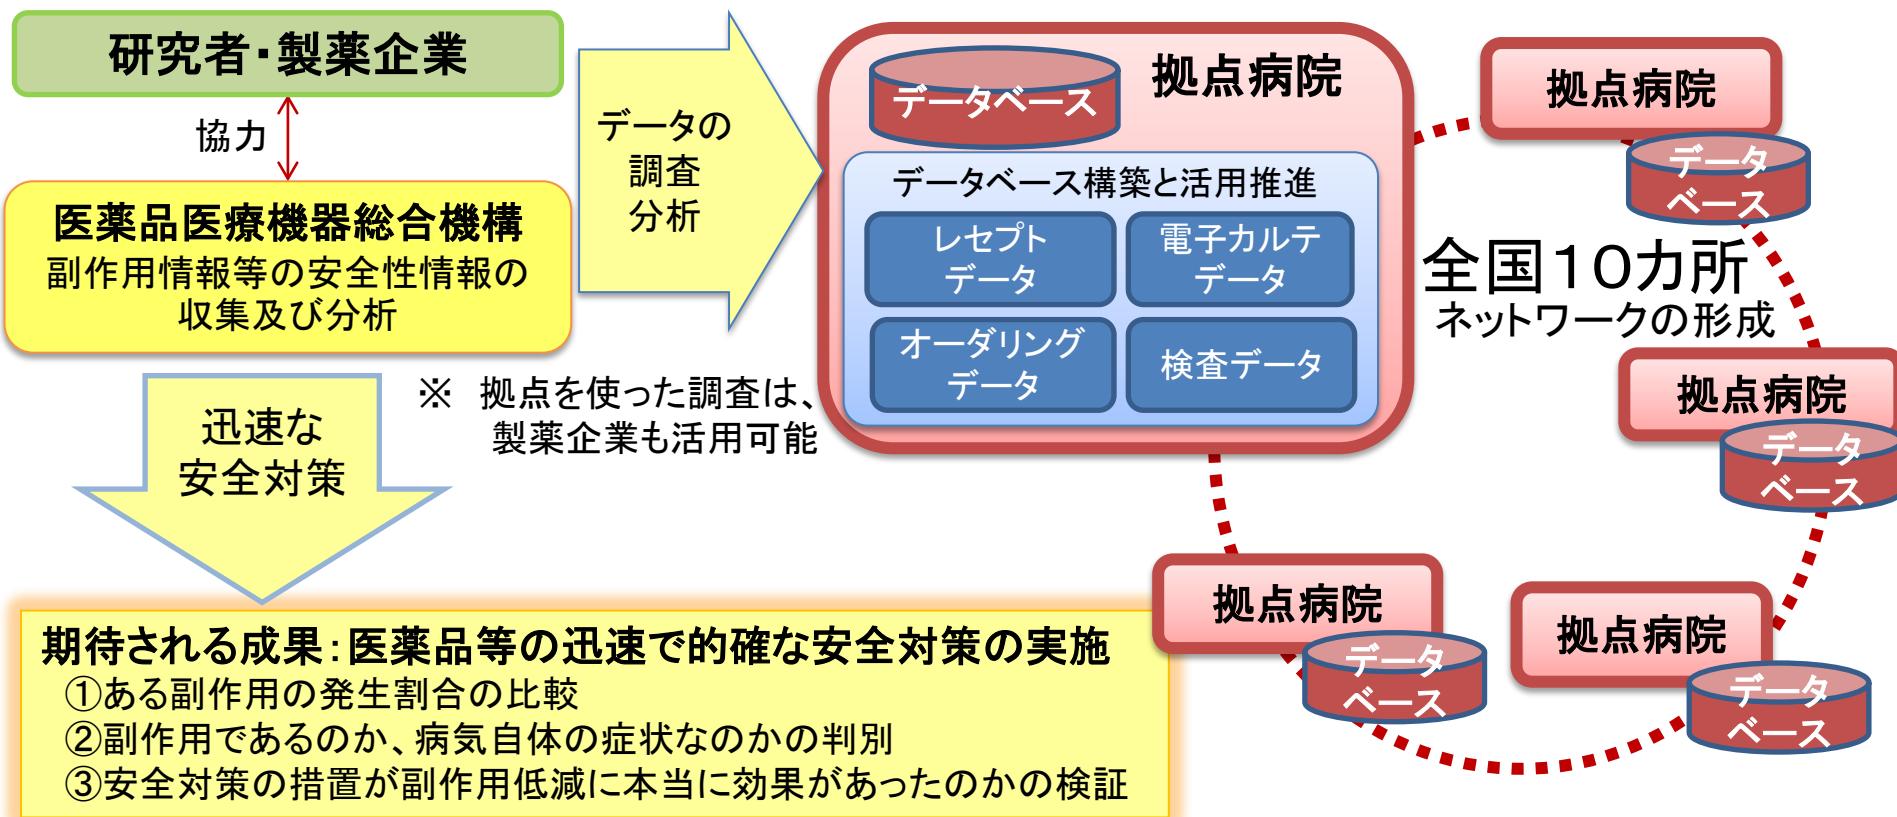 研究者・製薬企業
協力
医薬品医療機器総合機構
副作用情報等の安全性情報の
収集及び分析
データの
調査
分析
迅速な
安全対策
※　拠点を使った調査は、
製薬企業も活用可能
拠点病院
データベース
データベース構築と活用推進
レセプト
データ
電子カルテ
データ
オーダリング
データ
検査データ
拠点病院
データ
ベース
全国１０カ所
ネットワークの形成
拠点病院
データ
ベース
拠点病院
データ
ベース
拠点病院
データ
ベース
期待される成果：医薬品等の迅速で的確な安全対策の実施
①ある副作用の発生割合の比較
②副作用であるのか、病気自体の症状なのかの判別
③安全対策の措置が副作用低減に本当に効果があったのかの検証